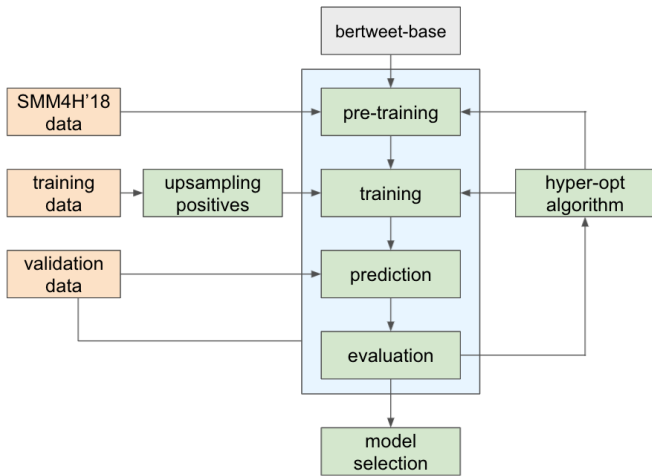 bertweet-base
SMM4H'18
data
pre-training
training
data
upsampling
positives
training
hyper-opt
algorithm
validation
data
prediction
evaluation
model
selection